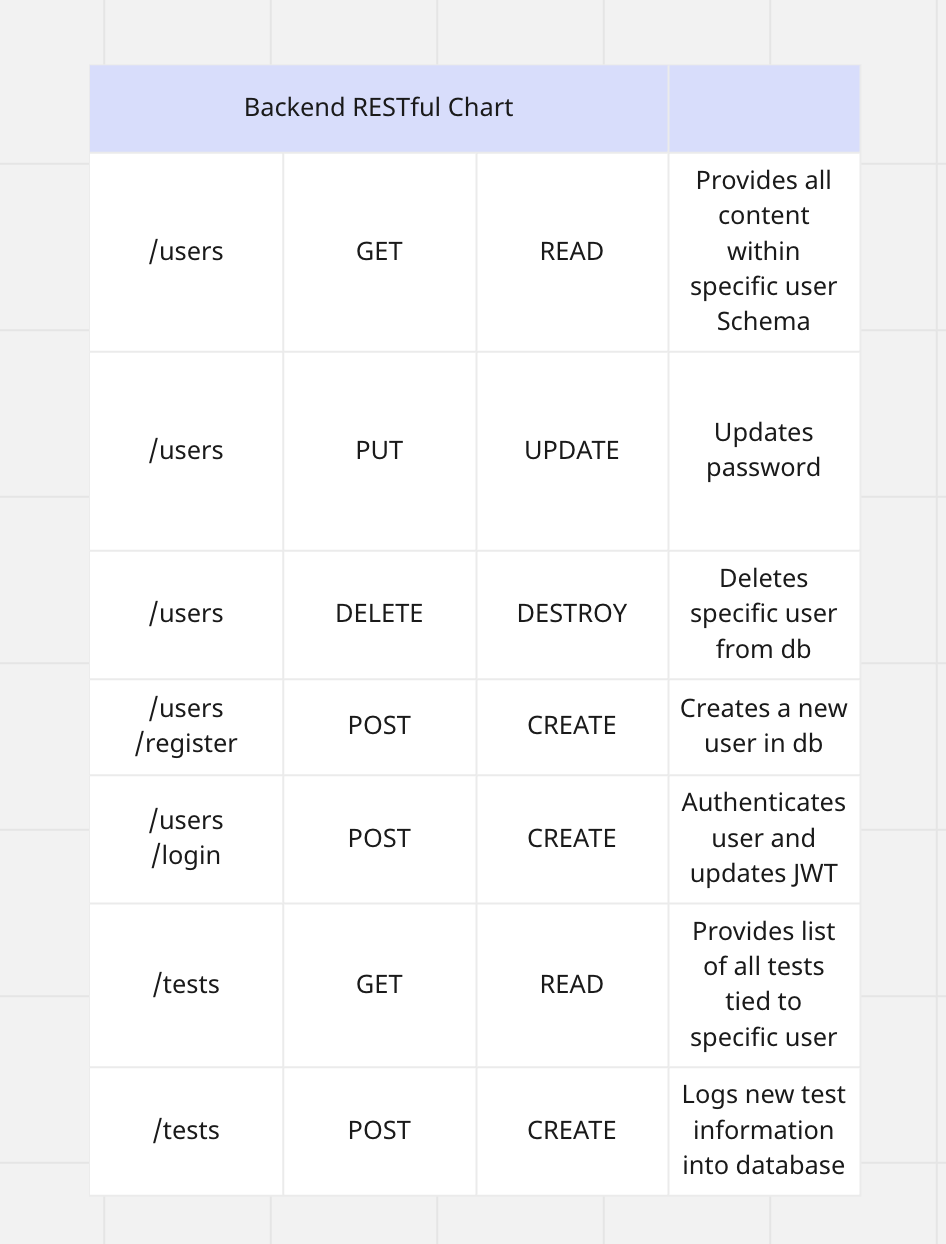 Backend RESTful Chart
/users
GET
READ
Provides all
content
within
specific user
Schema
/users
PUT
UPDATE
Updates
password
/users
DELETE
DESTROY
Deletes
specific user
from db
/users
/register
POST
CREATE
Creates a new
user in db
/users
/login
POST
CREATE
Authenticates
user and
updates JWT
/tests
GET
READ
Provides list
of all tests
tied to
specific user
/tests
POST
CREATE
Logs new test
information
into database